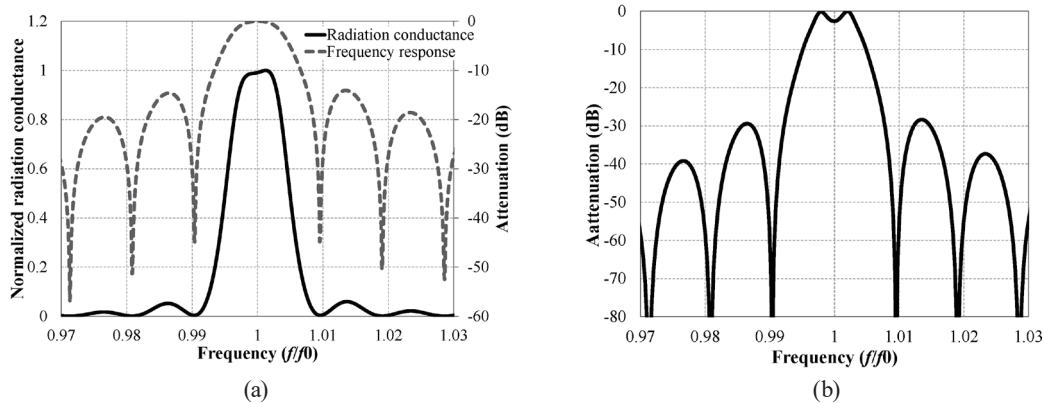 1.2
1
0.8
0.6
0.4
0.2
0
Normalized radiation conductance
Radiation conductance
Frequency response
0
-10
-20
-30
-40
-50
-60
Attenuation (dB)
0.97 0.98 0.99 1 1.01 1.02 1.03
Frequency (f/f0)
(a)
0
-10
-20
-30
-40
-50
-60
-70
-80
Aattenuation (dB)
0.97 0.98 0.99 1 1.01 1.02 1.03
Frequency (f/f0)
(b)